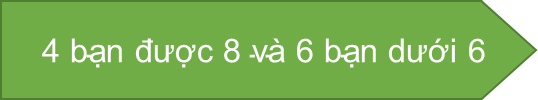 4 bạn được 8 và 6 bạn dưới 6